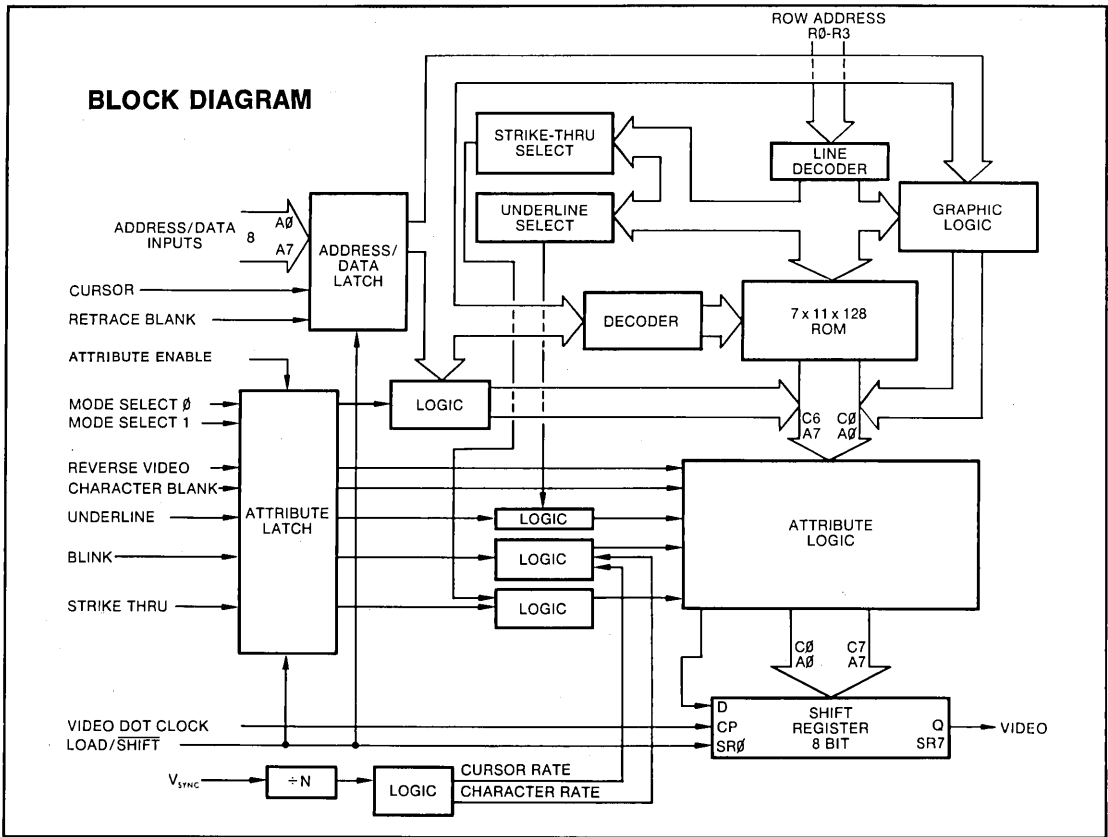 BLOCK DIAGRAM
ROW ADDRESS
RØ-R3
STRIKE-THRU
SELECT
LINE
DECODER
UNDERLINE
SELECT
GRAPHIC
LOGIC
ADDRESS/DATA
INPUTS
8
AØ
A7
ADDRESS/
DATA
LATCH
CURSOR
RETRACE BLANK
DECODER
7 x 11 x 128
ROM
ATTRIBUTE ENABLE
MODE SELECT Ø
MODE SELECT 1
LOGIC
C6 CØ
A7 AØ
REVERSE VIDEO
CHARACTER BLANK
UNDERLINE
BLINK
STRIKE THRU
ATTRIBUTE
LATCH
LOGIC
LOGIC
LOGIC
ATTRIBUTE
LOGIC
CØ C7
AØ A7
VIDEO DOT CLOCK
LOAD/SHIFT
D
CP
SRØ
SHIFT
REGISTER
8 BIT
Q
SR7
VIDEO
VSYNC
÷N
LOGIC
CURSOR RATE
CHARACTER RATE